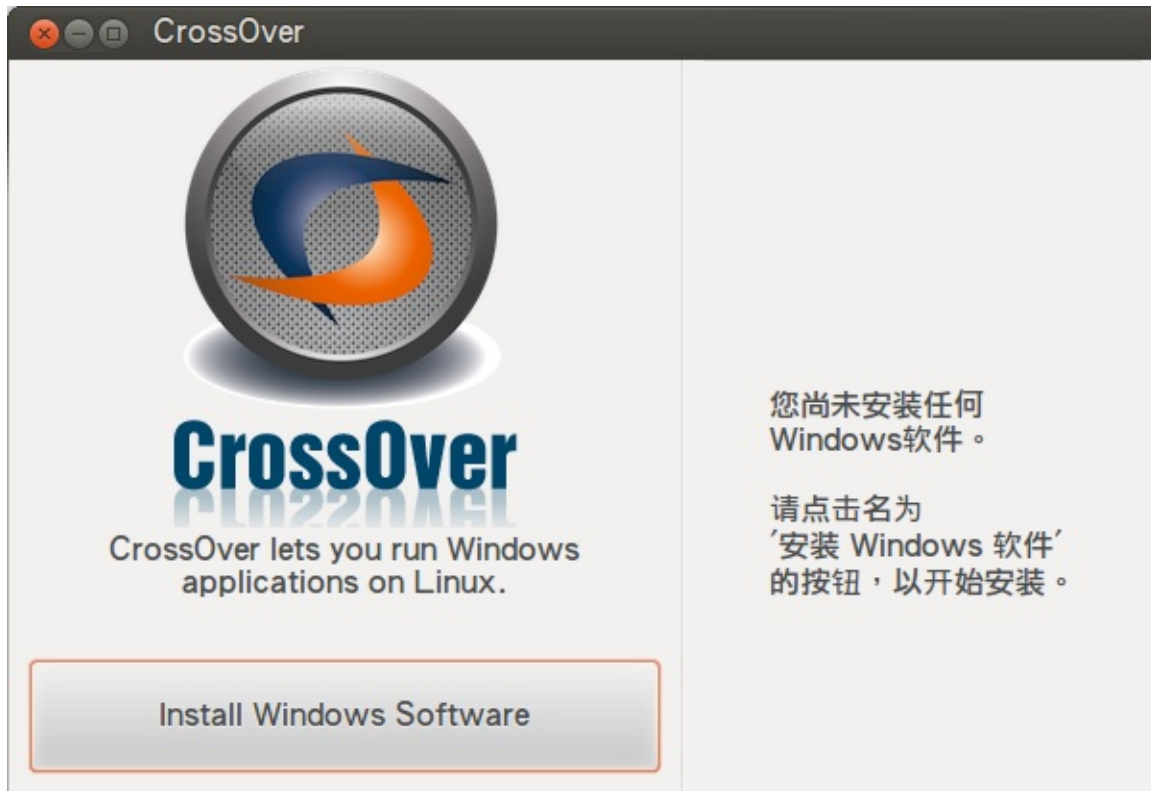 CrossOver
CrossOver
CrossOver lets you run Windows
applications on Linux.
Install Windows Software
您尚未安装任何
Windows软件。
请点击名为
′安装 Windows 软件′
的按钮，以开始安装。